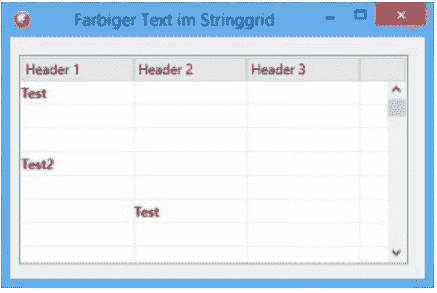 Farbiger Text im Stringgrid
Header 1 Header 2 Header 3
Test
Test2
Test